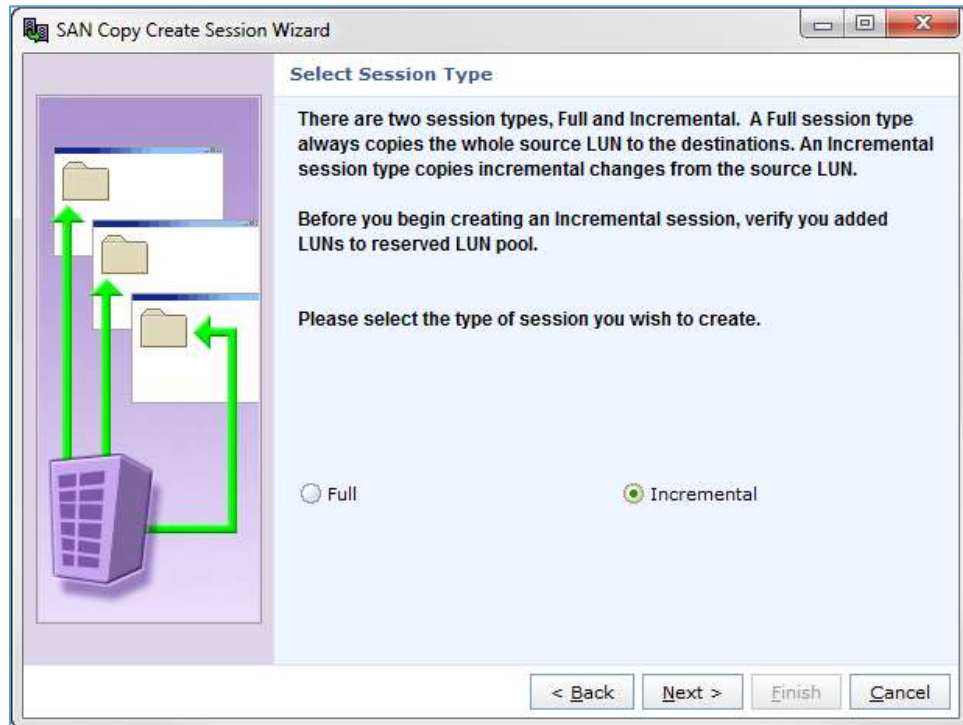 SAN Copy Create Session Wizard
Select Session Type
There are two session types, Full and Incremental. A Full session type
always copies the whole source LUN to the destinations. An Incremental
session type copies incremental changes from the source LUN.
Before you begin creating an Incremental session, verify you added
LUNs to reserved LUN pool.
Please select the type of session you wish to create.
Full
Incremental
< Back
Next >
Finish
Cancel